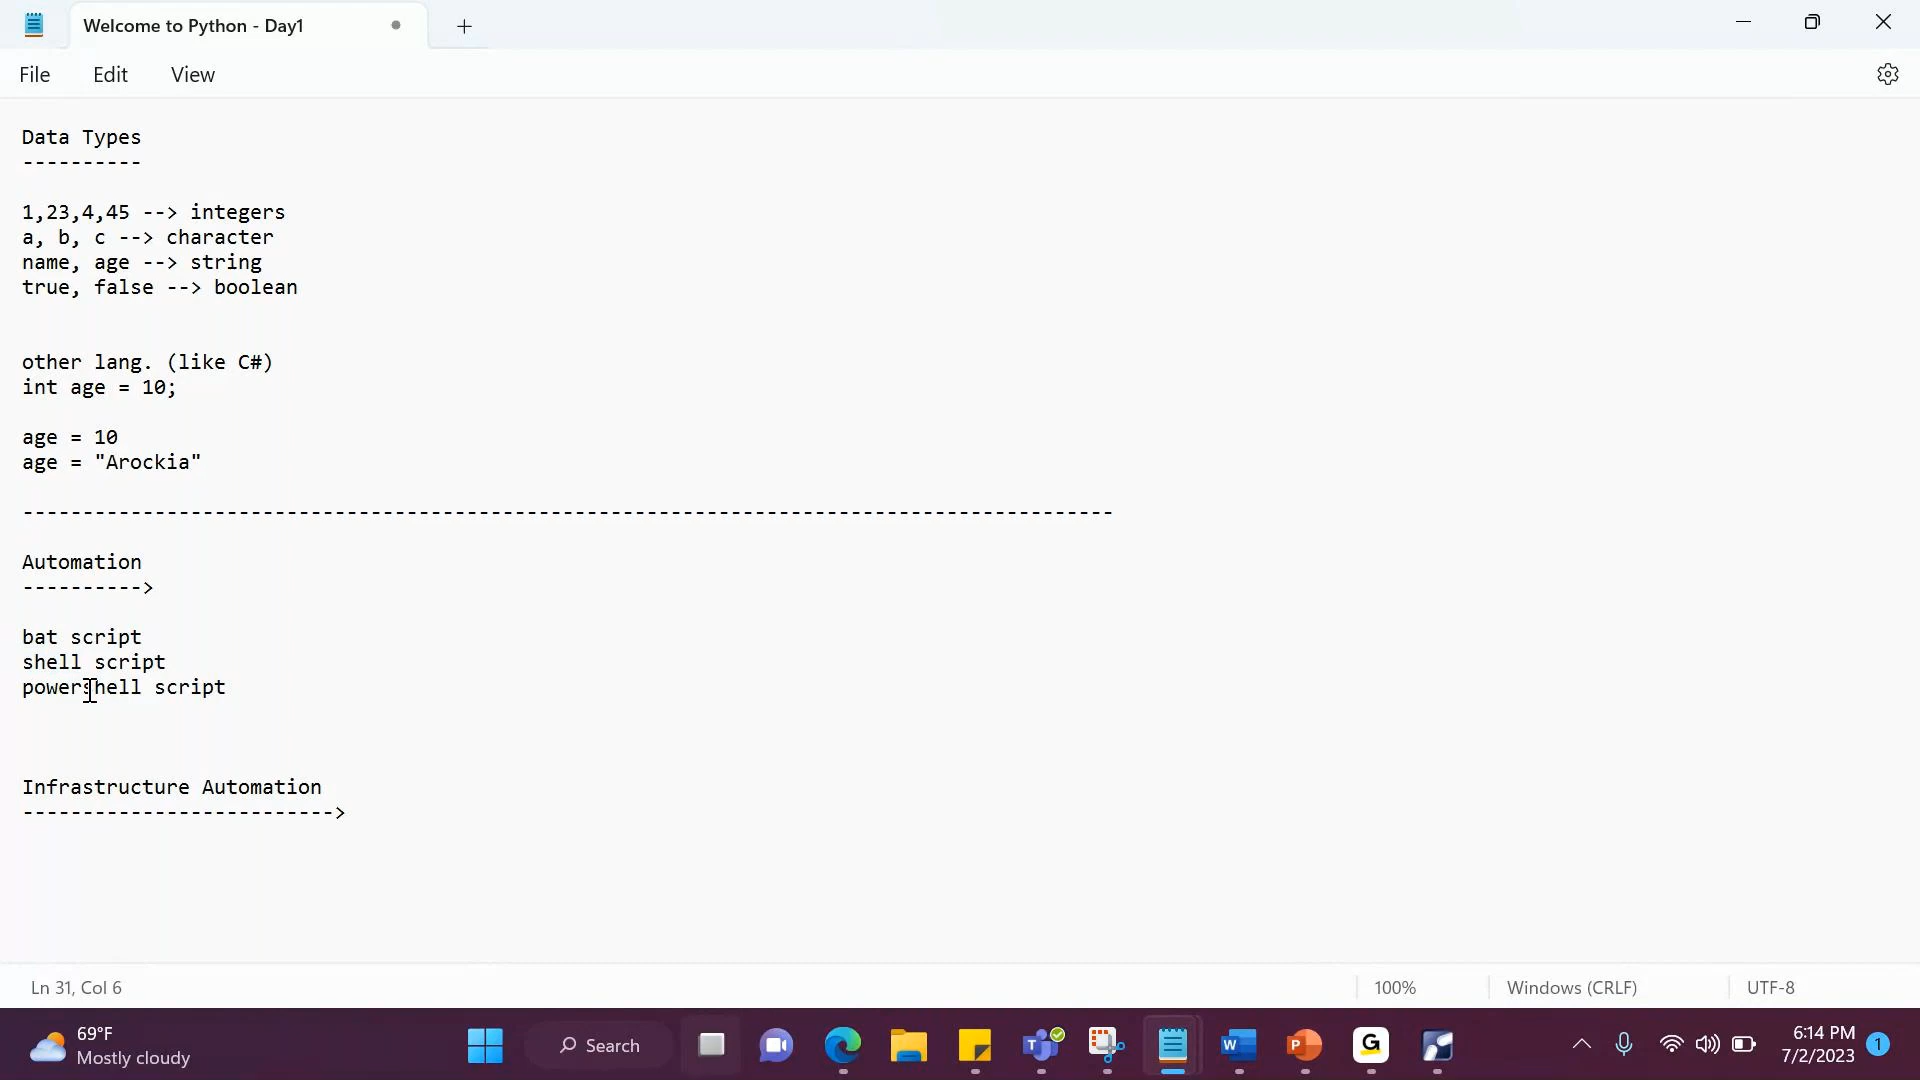 Welcome to Python - Day1
File Edit View
Data Types
----------
1,23,4,45 --> integers
a, b, c --> character
name, age --> string
true, false --> boolean
other lang. (like C#)
int age = 10;
age = 10
age = "Arockia"
-------------------------------------------------------------------------------------------
Automation
---------->
bat script
shell script
powershell script
Infrastructure Automation
-------------------------->
Ln 31, Col 6
100%
Windows (CRLF)
UTF-8
69°F
Mostly cloudy
Search
6:14 PM
7/2/2023
1